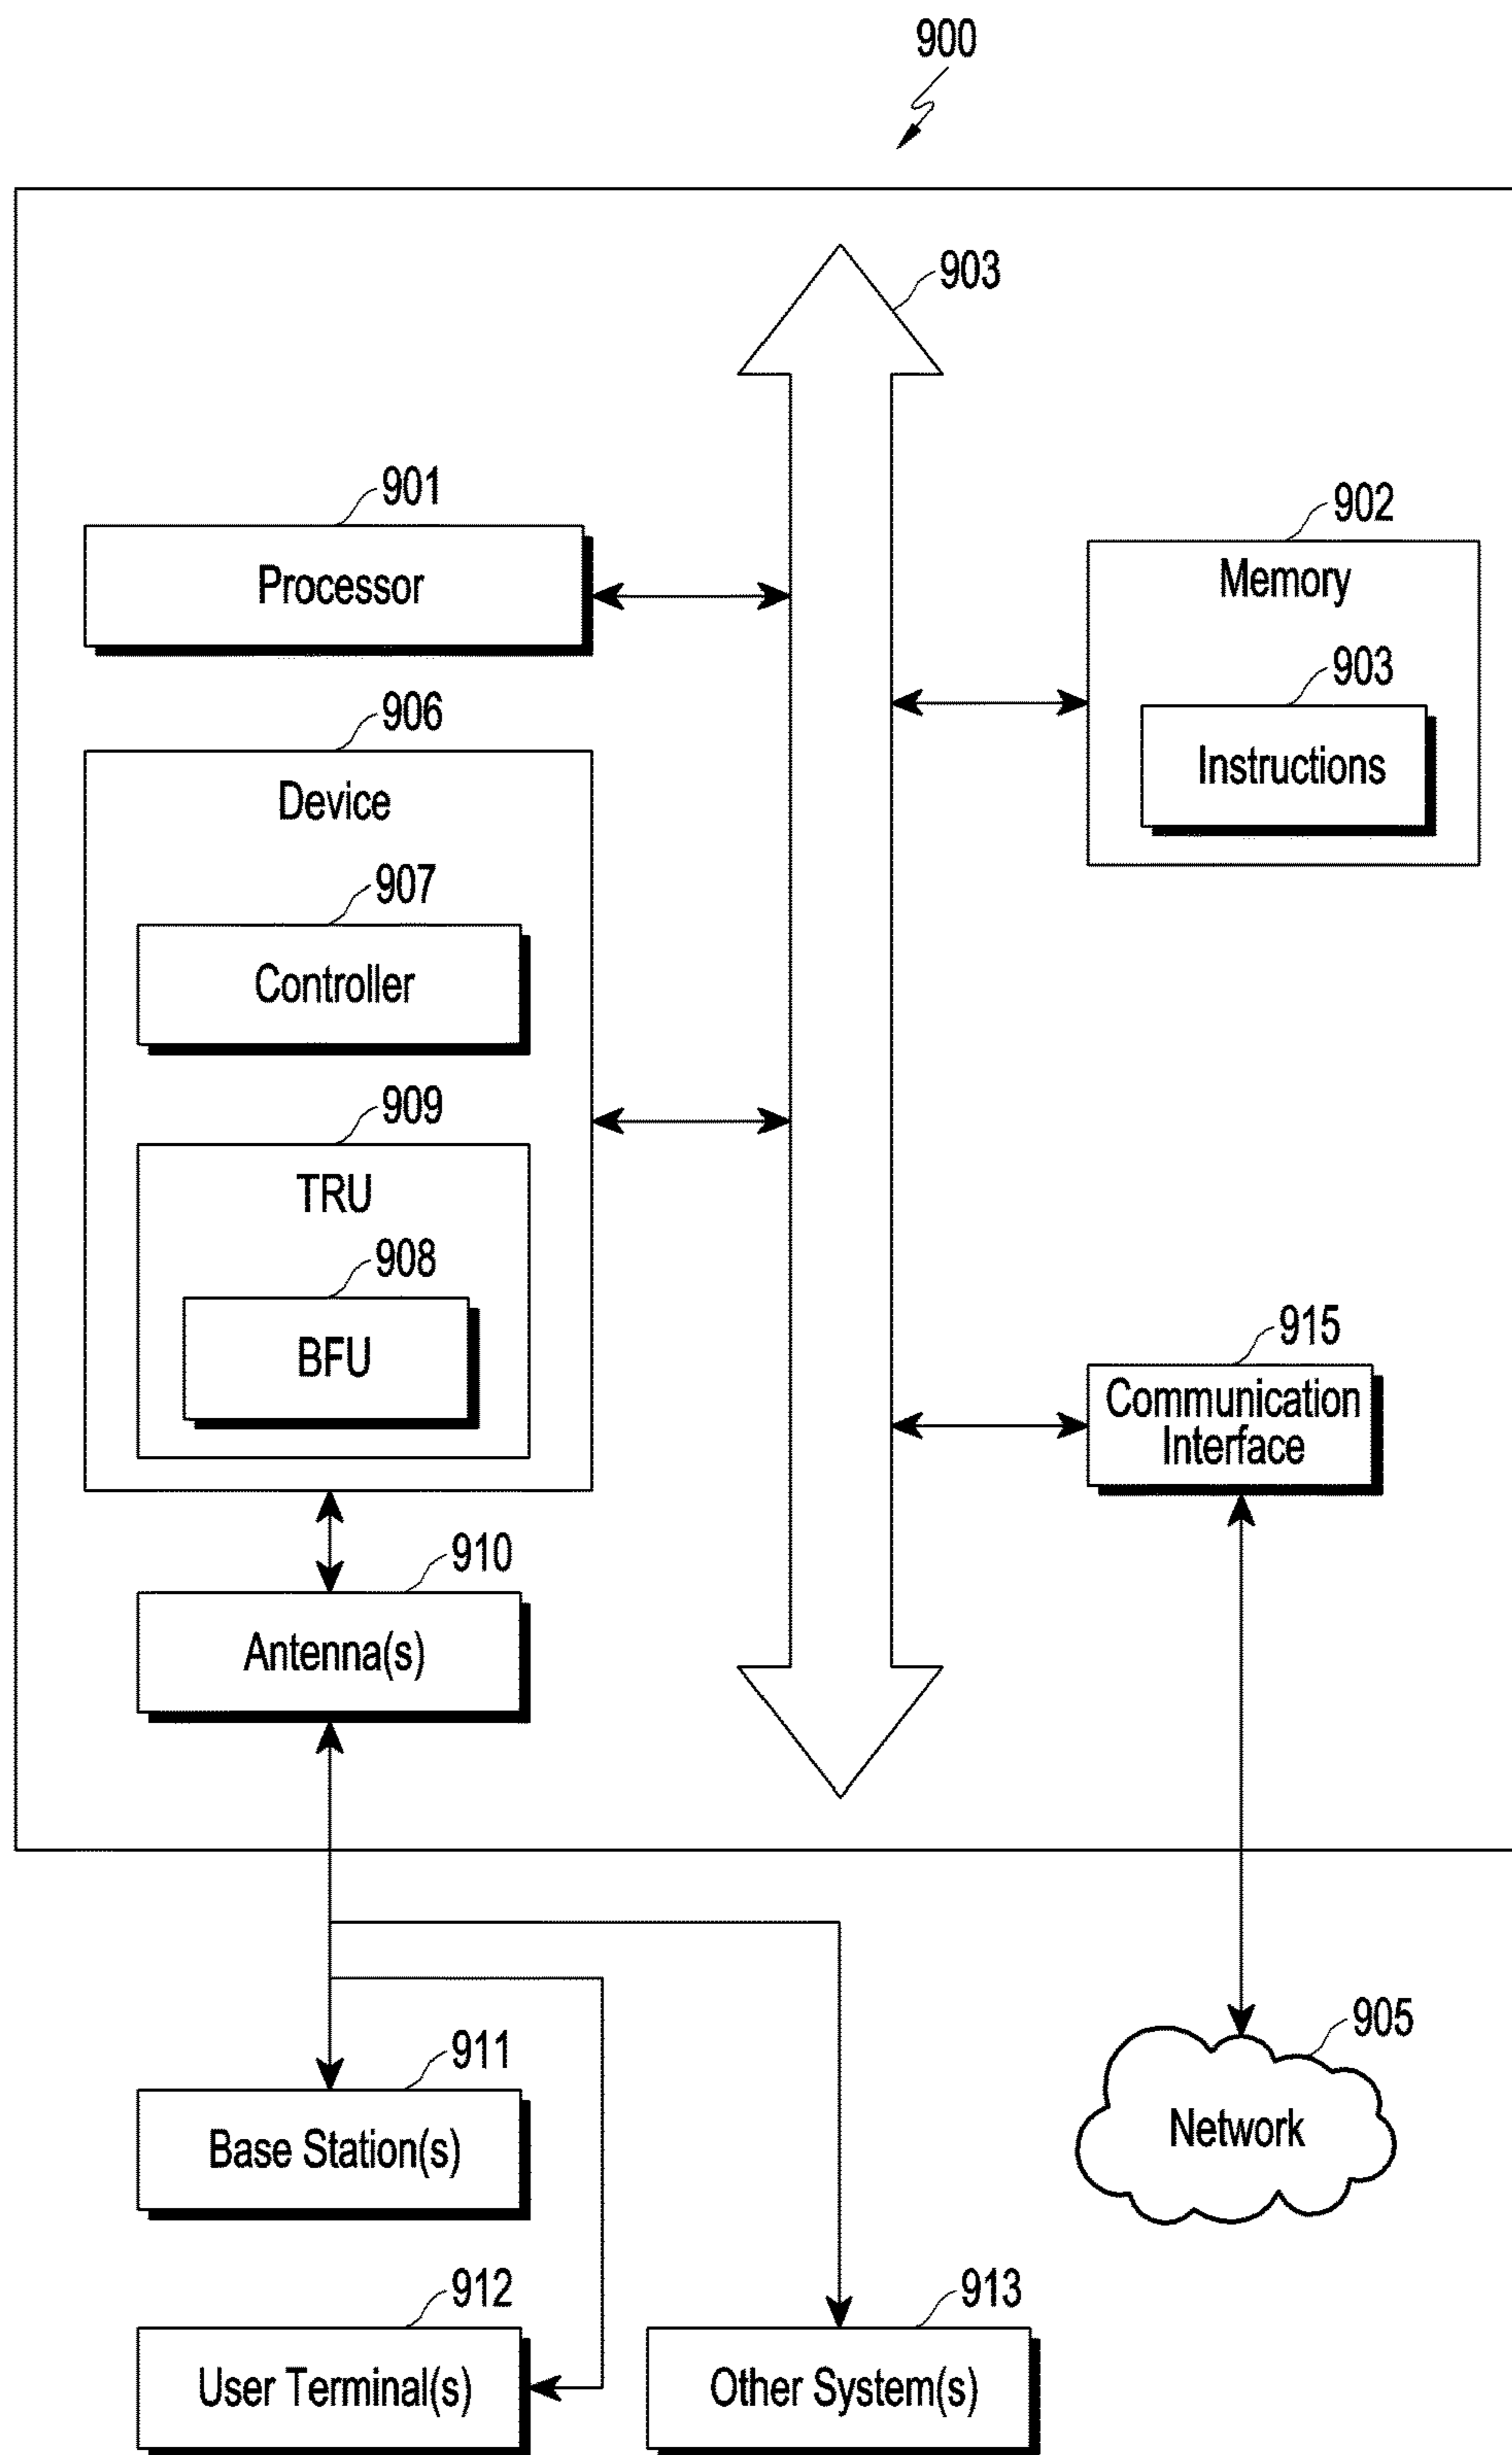 900
903
901
Processor
902
Memory
903
Instructions
906
Device
907
Controller
909
TRU
908
BFU
915
Communication
Interface
910
Antenna(s)
905
Network
911
Base Station(s)
912
User Terminal(s)
913
Other System(s)